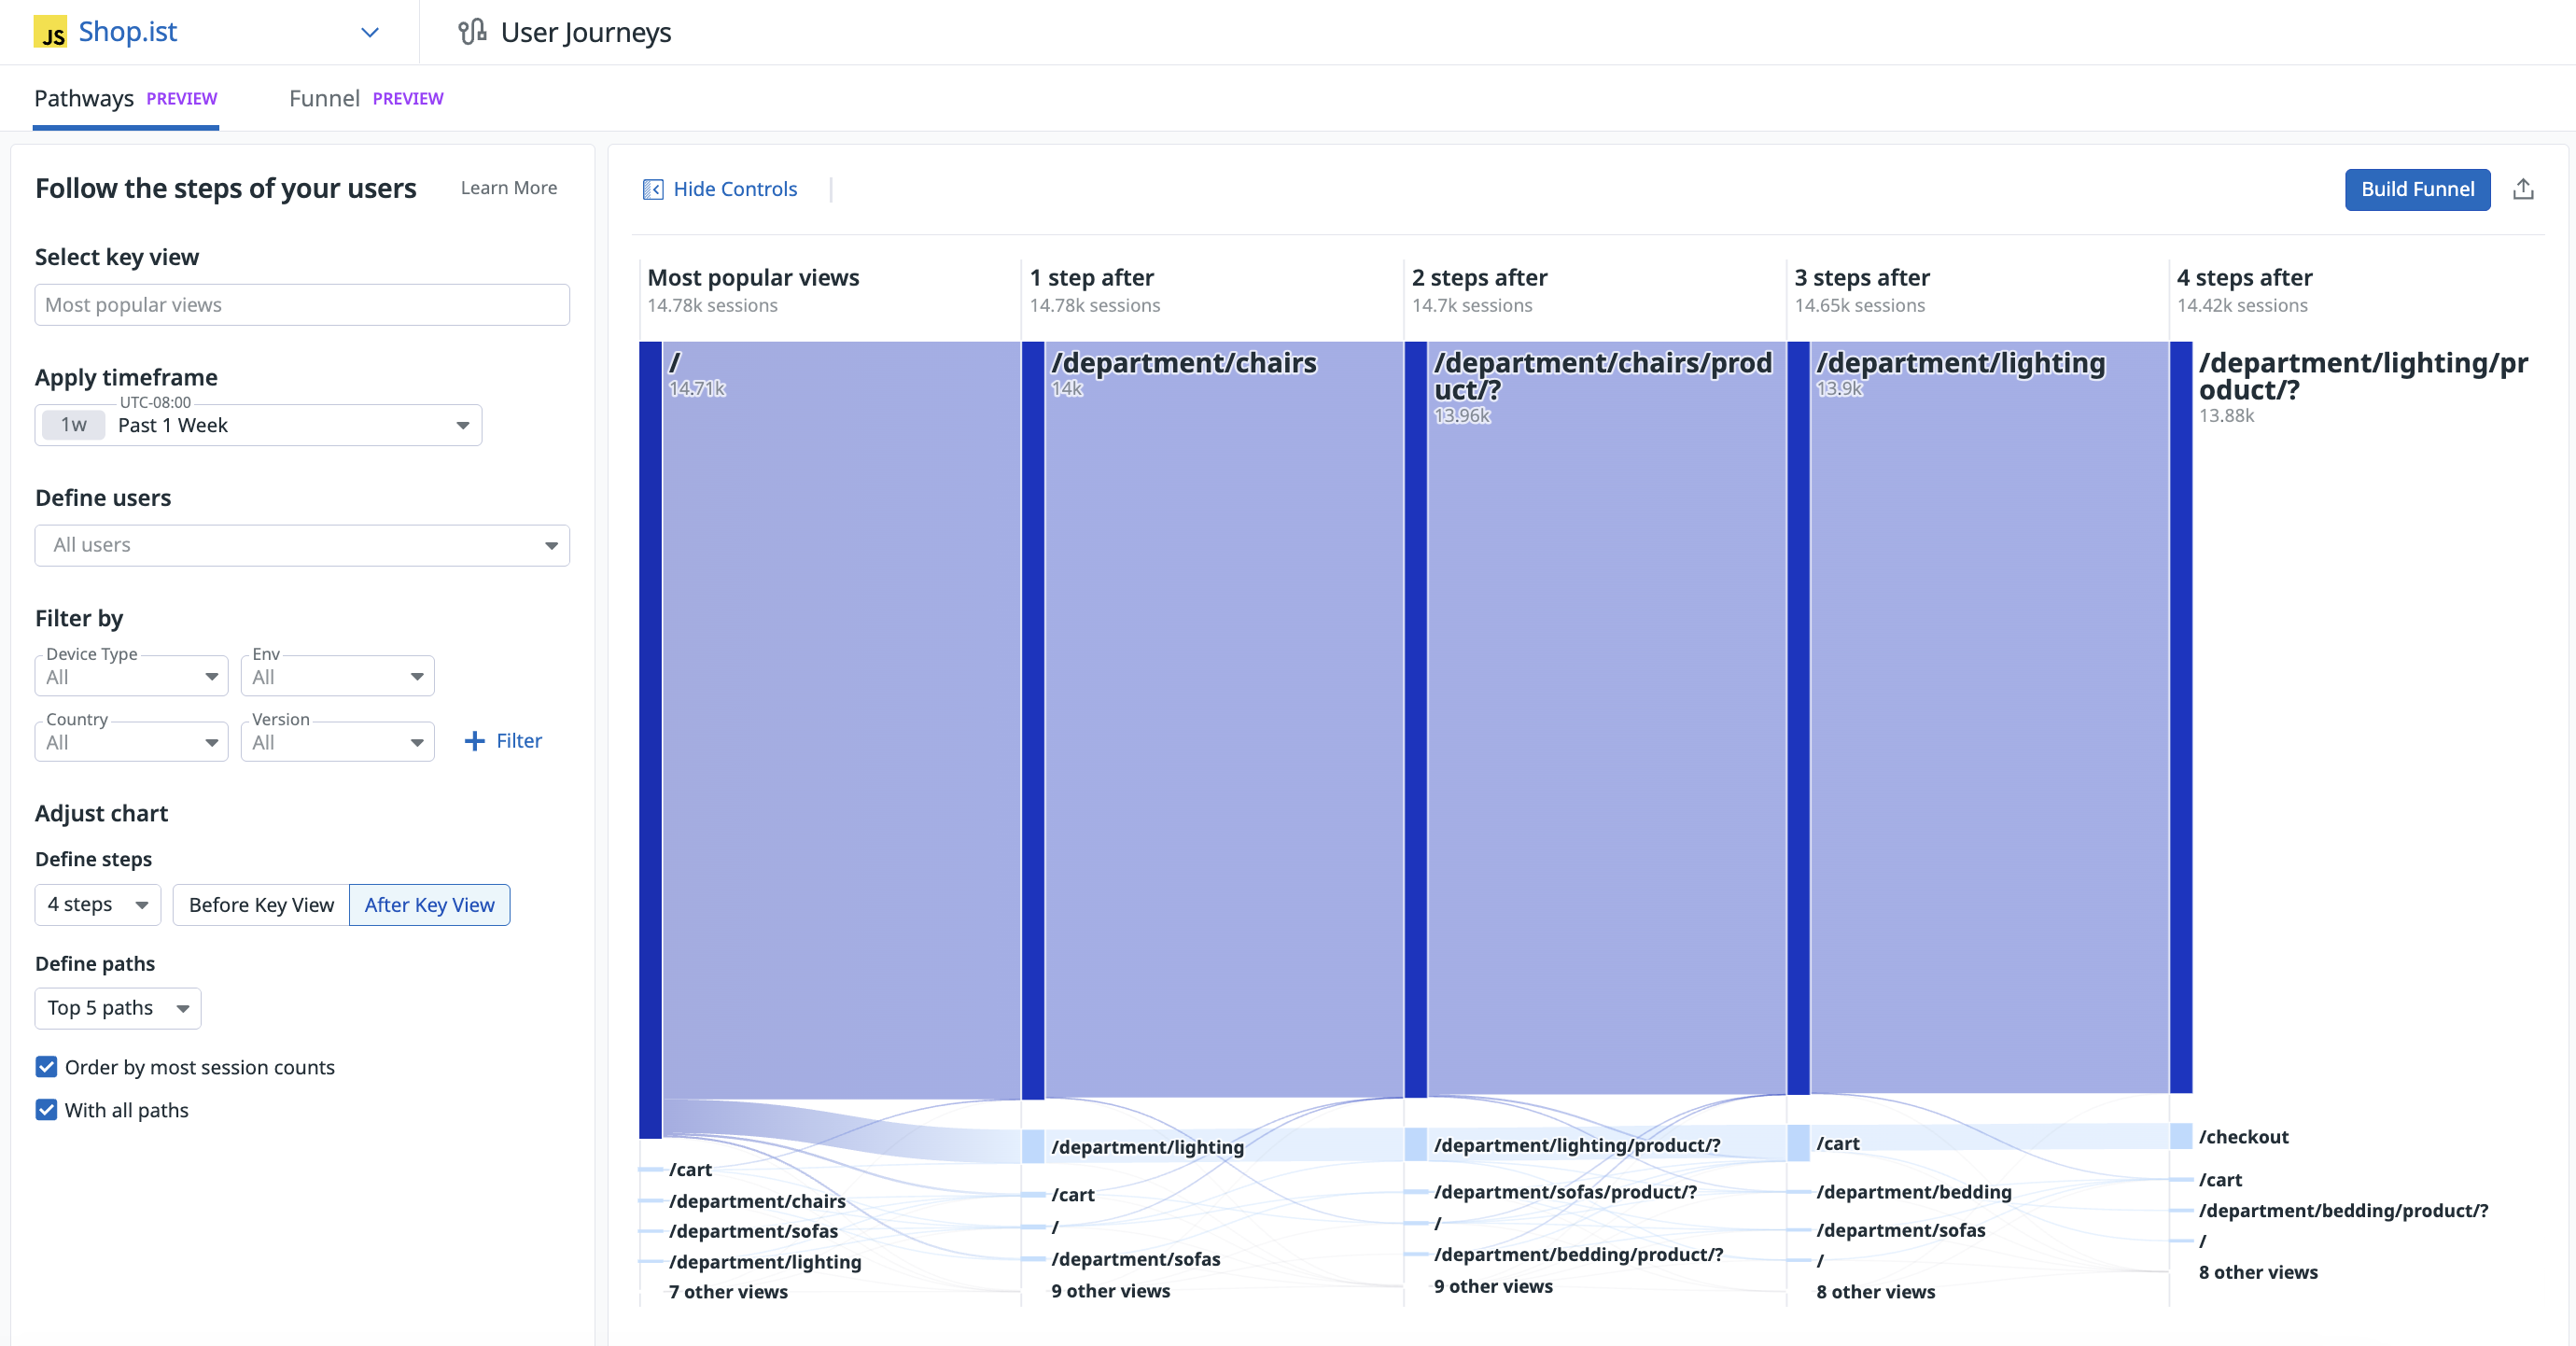 JS Shop.ist
User Journeys
Pathways PREVIEW
Funnel PREVIEW
Follow the steps of your users
Learn More
Select key view
Most popular views
Apply timeframe
UTC-08:00
1w Past 1 Week
Define users
All users
Filter by
Device Type
All
Env
All
Country
All
Version
All
Filter
Adjust chart
Define steps
4 steps
Before Key View
After Key View
Define paths
Top 5 paths
Order by most session counts
With all paths
Hide Controls
Build Funnel
Most popular views
14.78k sessions
/
14.71k
/cart
/department/chairs
/department/sofas
/department/lighting
7 other views
1 step after
14.78k sessions
/department/chairs
14k
/department/lighting
/cart
/
/department/sofas
9 other views
2 steps after
14.7k sessions
/department/chairs/prod
uct/?
13.96k
/department/lighting/product/?
/department/sofas/product/?
/
/department/bedding/product/?
9 other views
3 steps after
14.65k sessions
/department/lighting
13.9k
/cart
/department/bedding
/department/sofas
/
8 other views
4 steps after
14.42k sessions
/department/lighting/pr
oduct/?
13.88k
/checkout
/cart
/department/bedding/product/?
/
8 other views